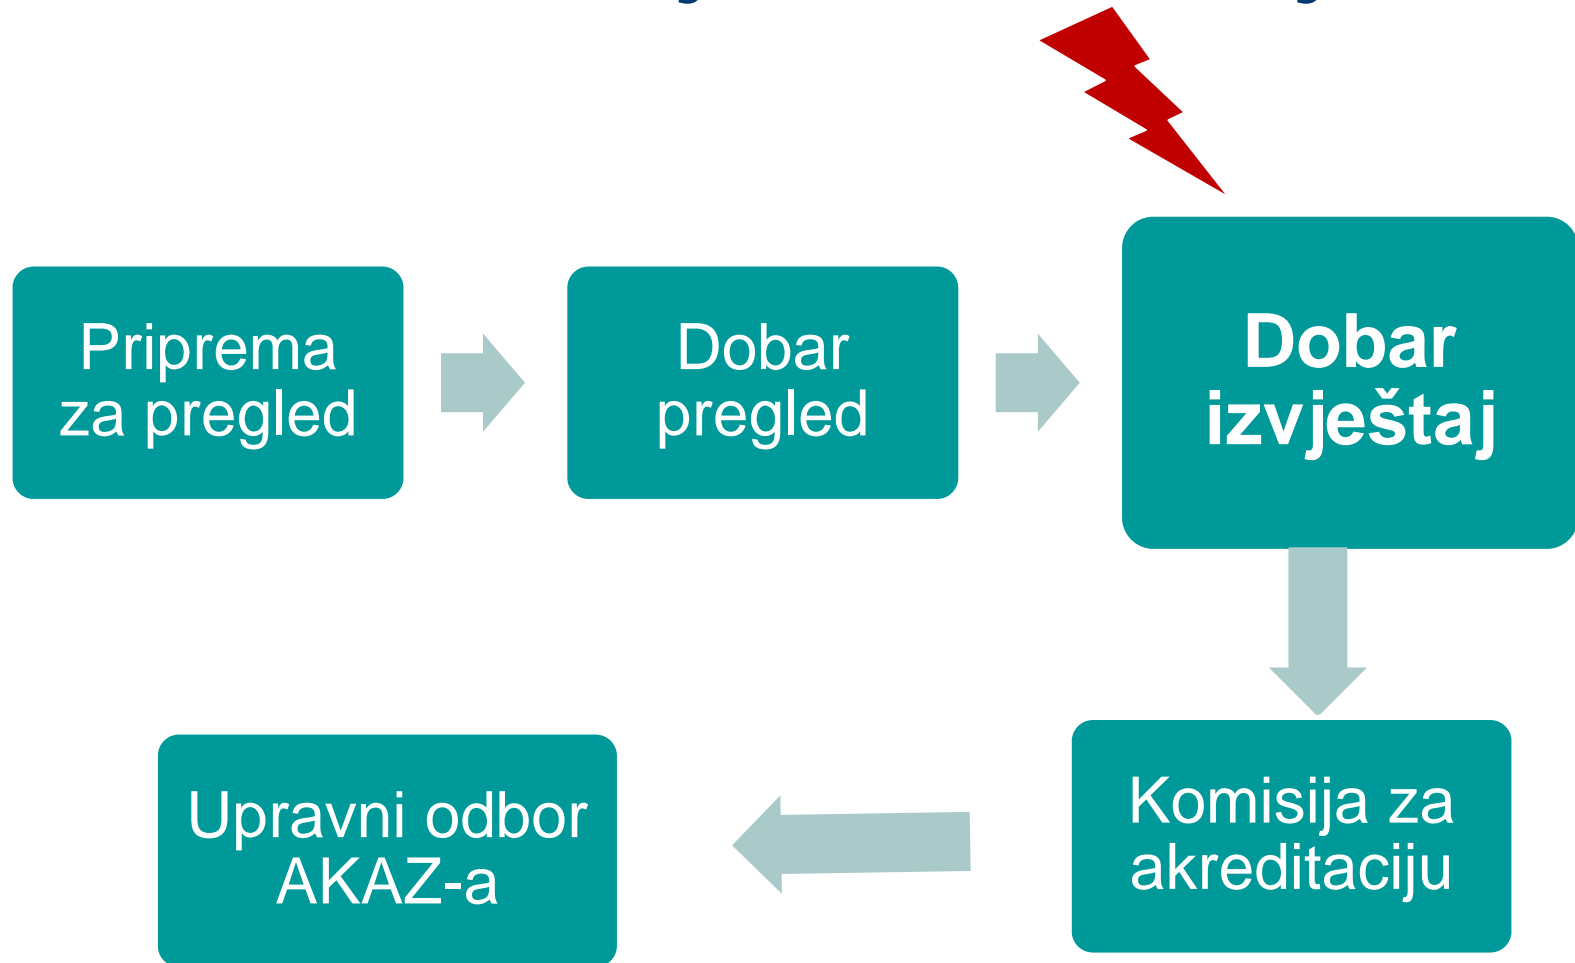 Priprema
za pregled
Dobar
pregled
Dobar
izvještaj
Komisija za
akreditaciju
Upravni odbor
AKAZ-a